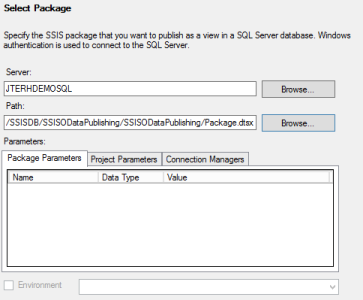 Select Package
Specify the SSIS package that you want to publish as a view in a SQL Server database. Windows
authentication is used to connect to the SQL Server.
Server:
JTERHDEMOSQL Browse...
Path:
/SSISDB/SSISODataPublishing/SSISODataPublishing/Package.dtsx Browse...
Parameters:
Package Parameters Project Parameters Connection Managers
Name Data Type Value
Environment